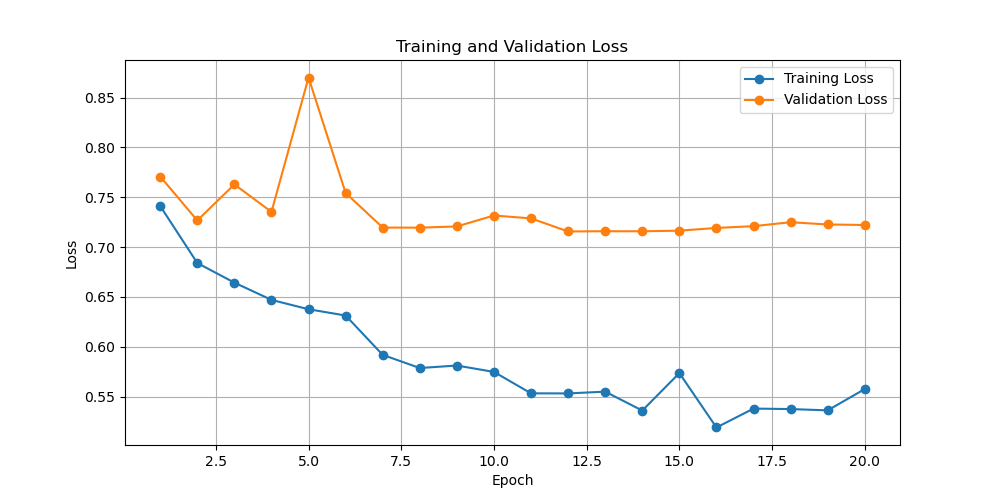 Training and Validation Loss
Training Loss
Validation Loss
0.85
0.80
0.75
0.70
0.65
0.60
0.55
Loss
2.5 5.0 7.5 10.0 12.5 15.0 17.5 20.0
Epoch